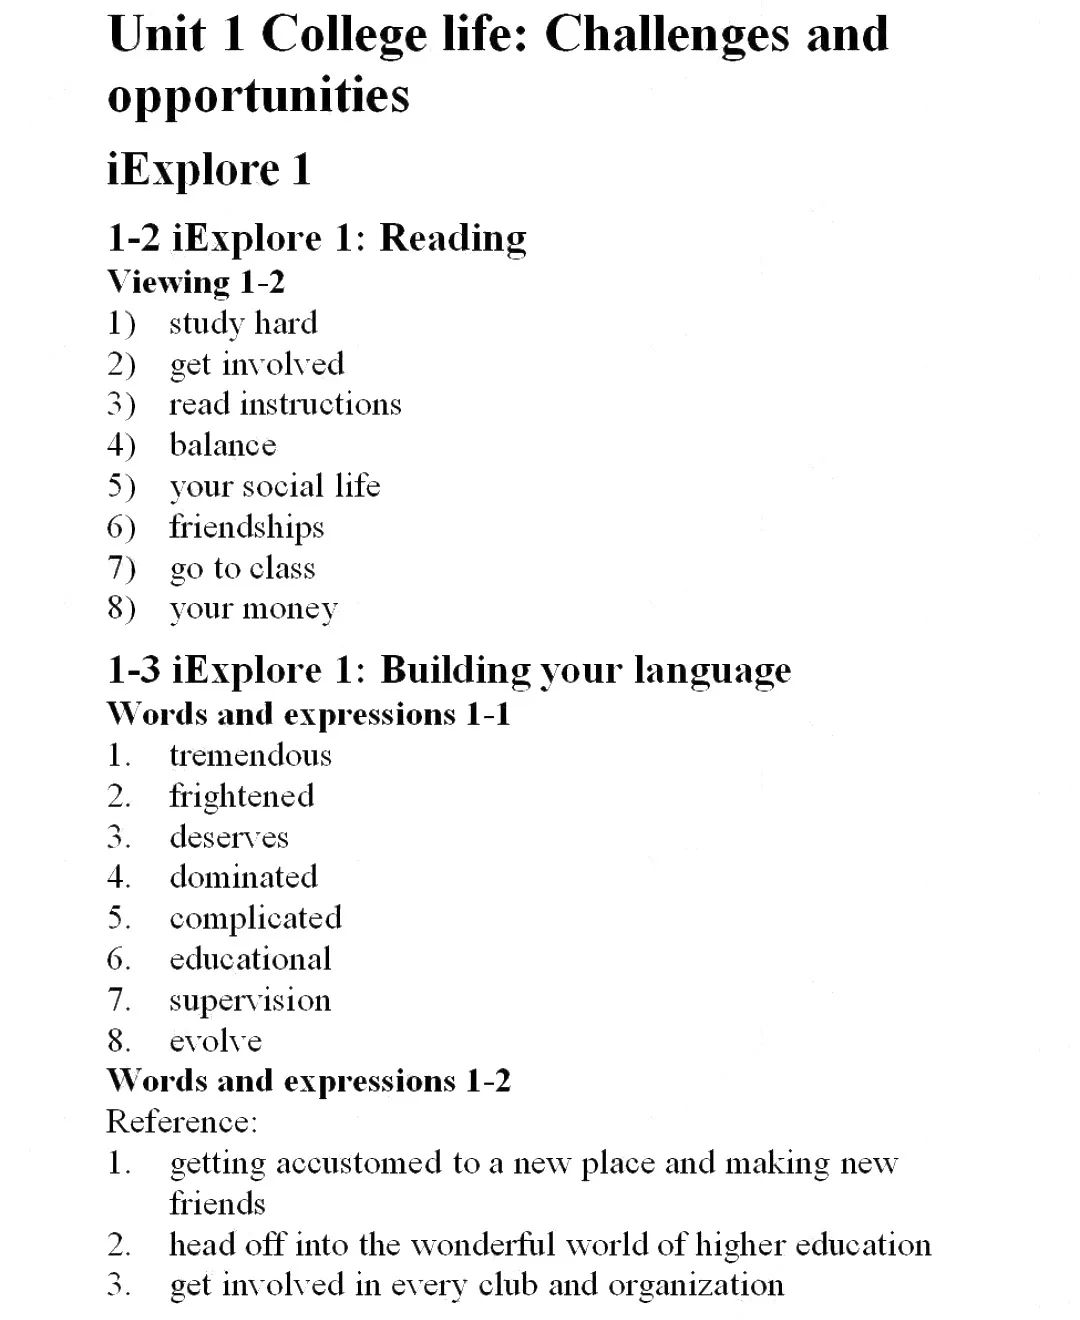 Unit 1 College life: Challenges and
opportunities
iExplore 1
1-2 iExplore 1: Reading
Viewing 1-2
1) study hard
2) get involved
3) read instructions
4) balance
5) your social life
6) friendships
7) go to class
8) your money
1-3 iExplore 1: Building your language
Words and expressions 1-1
1. tremendous
2. frightened
3. deserves
4. dominated
5. complicated
6. educational
7. supervision
8. evolve
Words and expressions 1-2
Reference:
1. getting accustomed to a new place and making new
friends
2. head off into the wonderful world of higher education
3. get involved in every club and organization